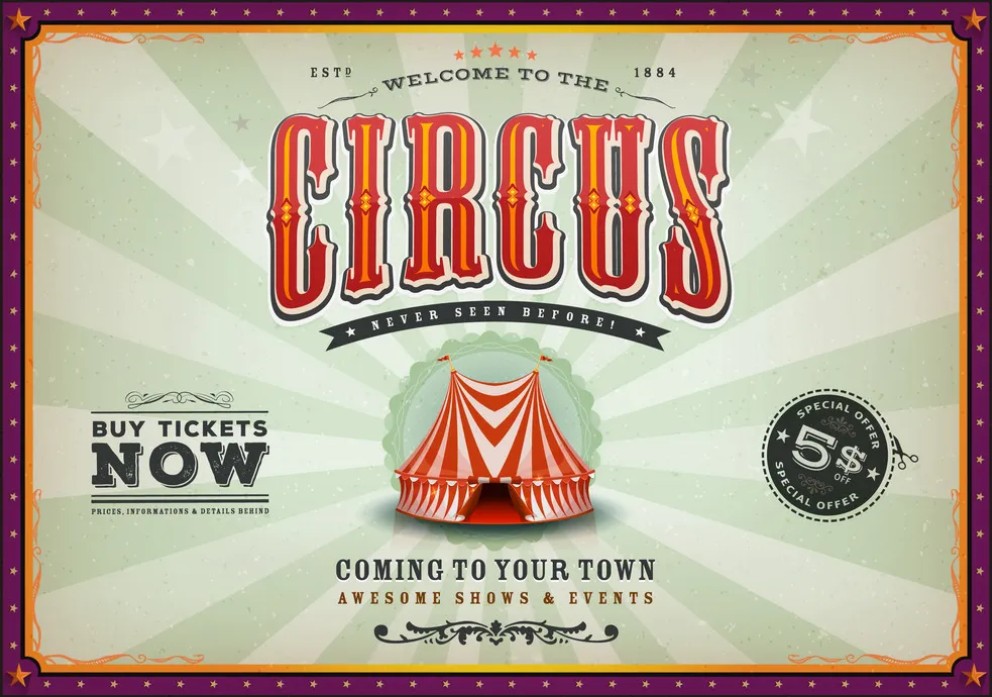 ESTD
WELCOME TO THE
1884
CIRCUS
NEVER SEEN BEFORE!
BUY TICKETS
NOW
PRICES, INFORMATIONS & DETAILS BEHIND
SPECIAL OFFER
5$
OFF
SPECIAL OFFER
COMING TO YOUR TOWN
AWESOME SHOWS & EVENTS